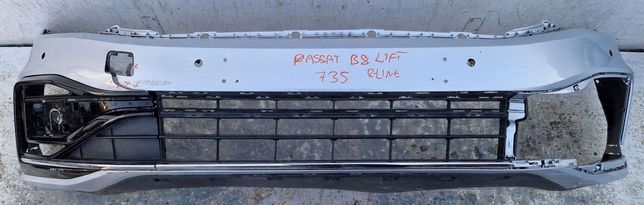 PASSAT B8 LIFT
735 R-LINE